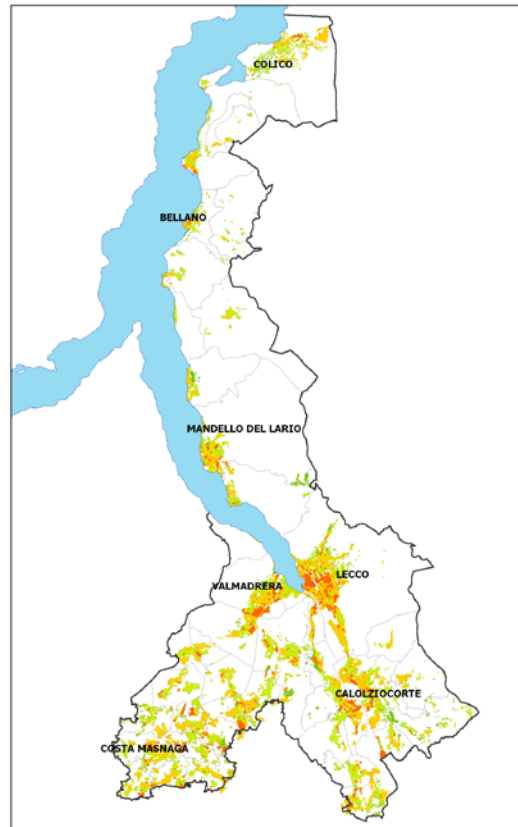 COLICO
BELLANO
MANDELLO DEL LARIO
LECCO
VALMADRERA
CALOLZIOCORTE
COSTA MASNAGA